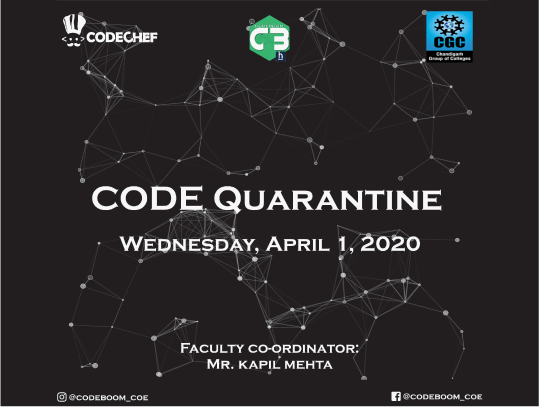 CODECHEF
CB
h
CGC
Chandigarh
Group of Colleges
CODE QUARANTINE
WEDNESDAY, APRIL 1, 2020
FACULTY CO-ORDINATOR:
MR. KAPIL MEHTA
@CODEBOOM_COE
@CODEBOOM_COE